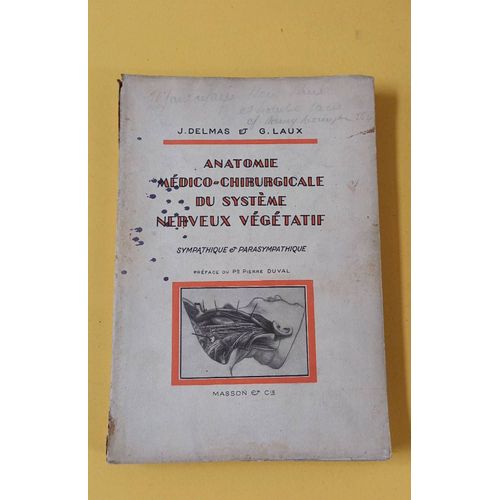 J. DELMAS & G. LAUX
ANATOMIE
MÉDICO-CHIRURGICALE
DU SYSTÈME
NERVEUX VÉGÉTATIF
SYMPATHIQUE & PARASYMPATHIQUE
PRÉFACE DU Pr PIERRE DUVAL
MASSON & Cie